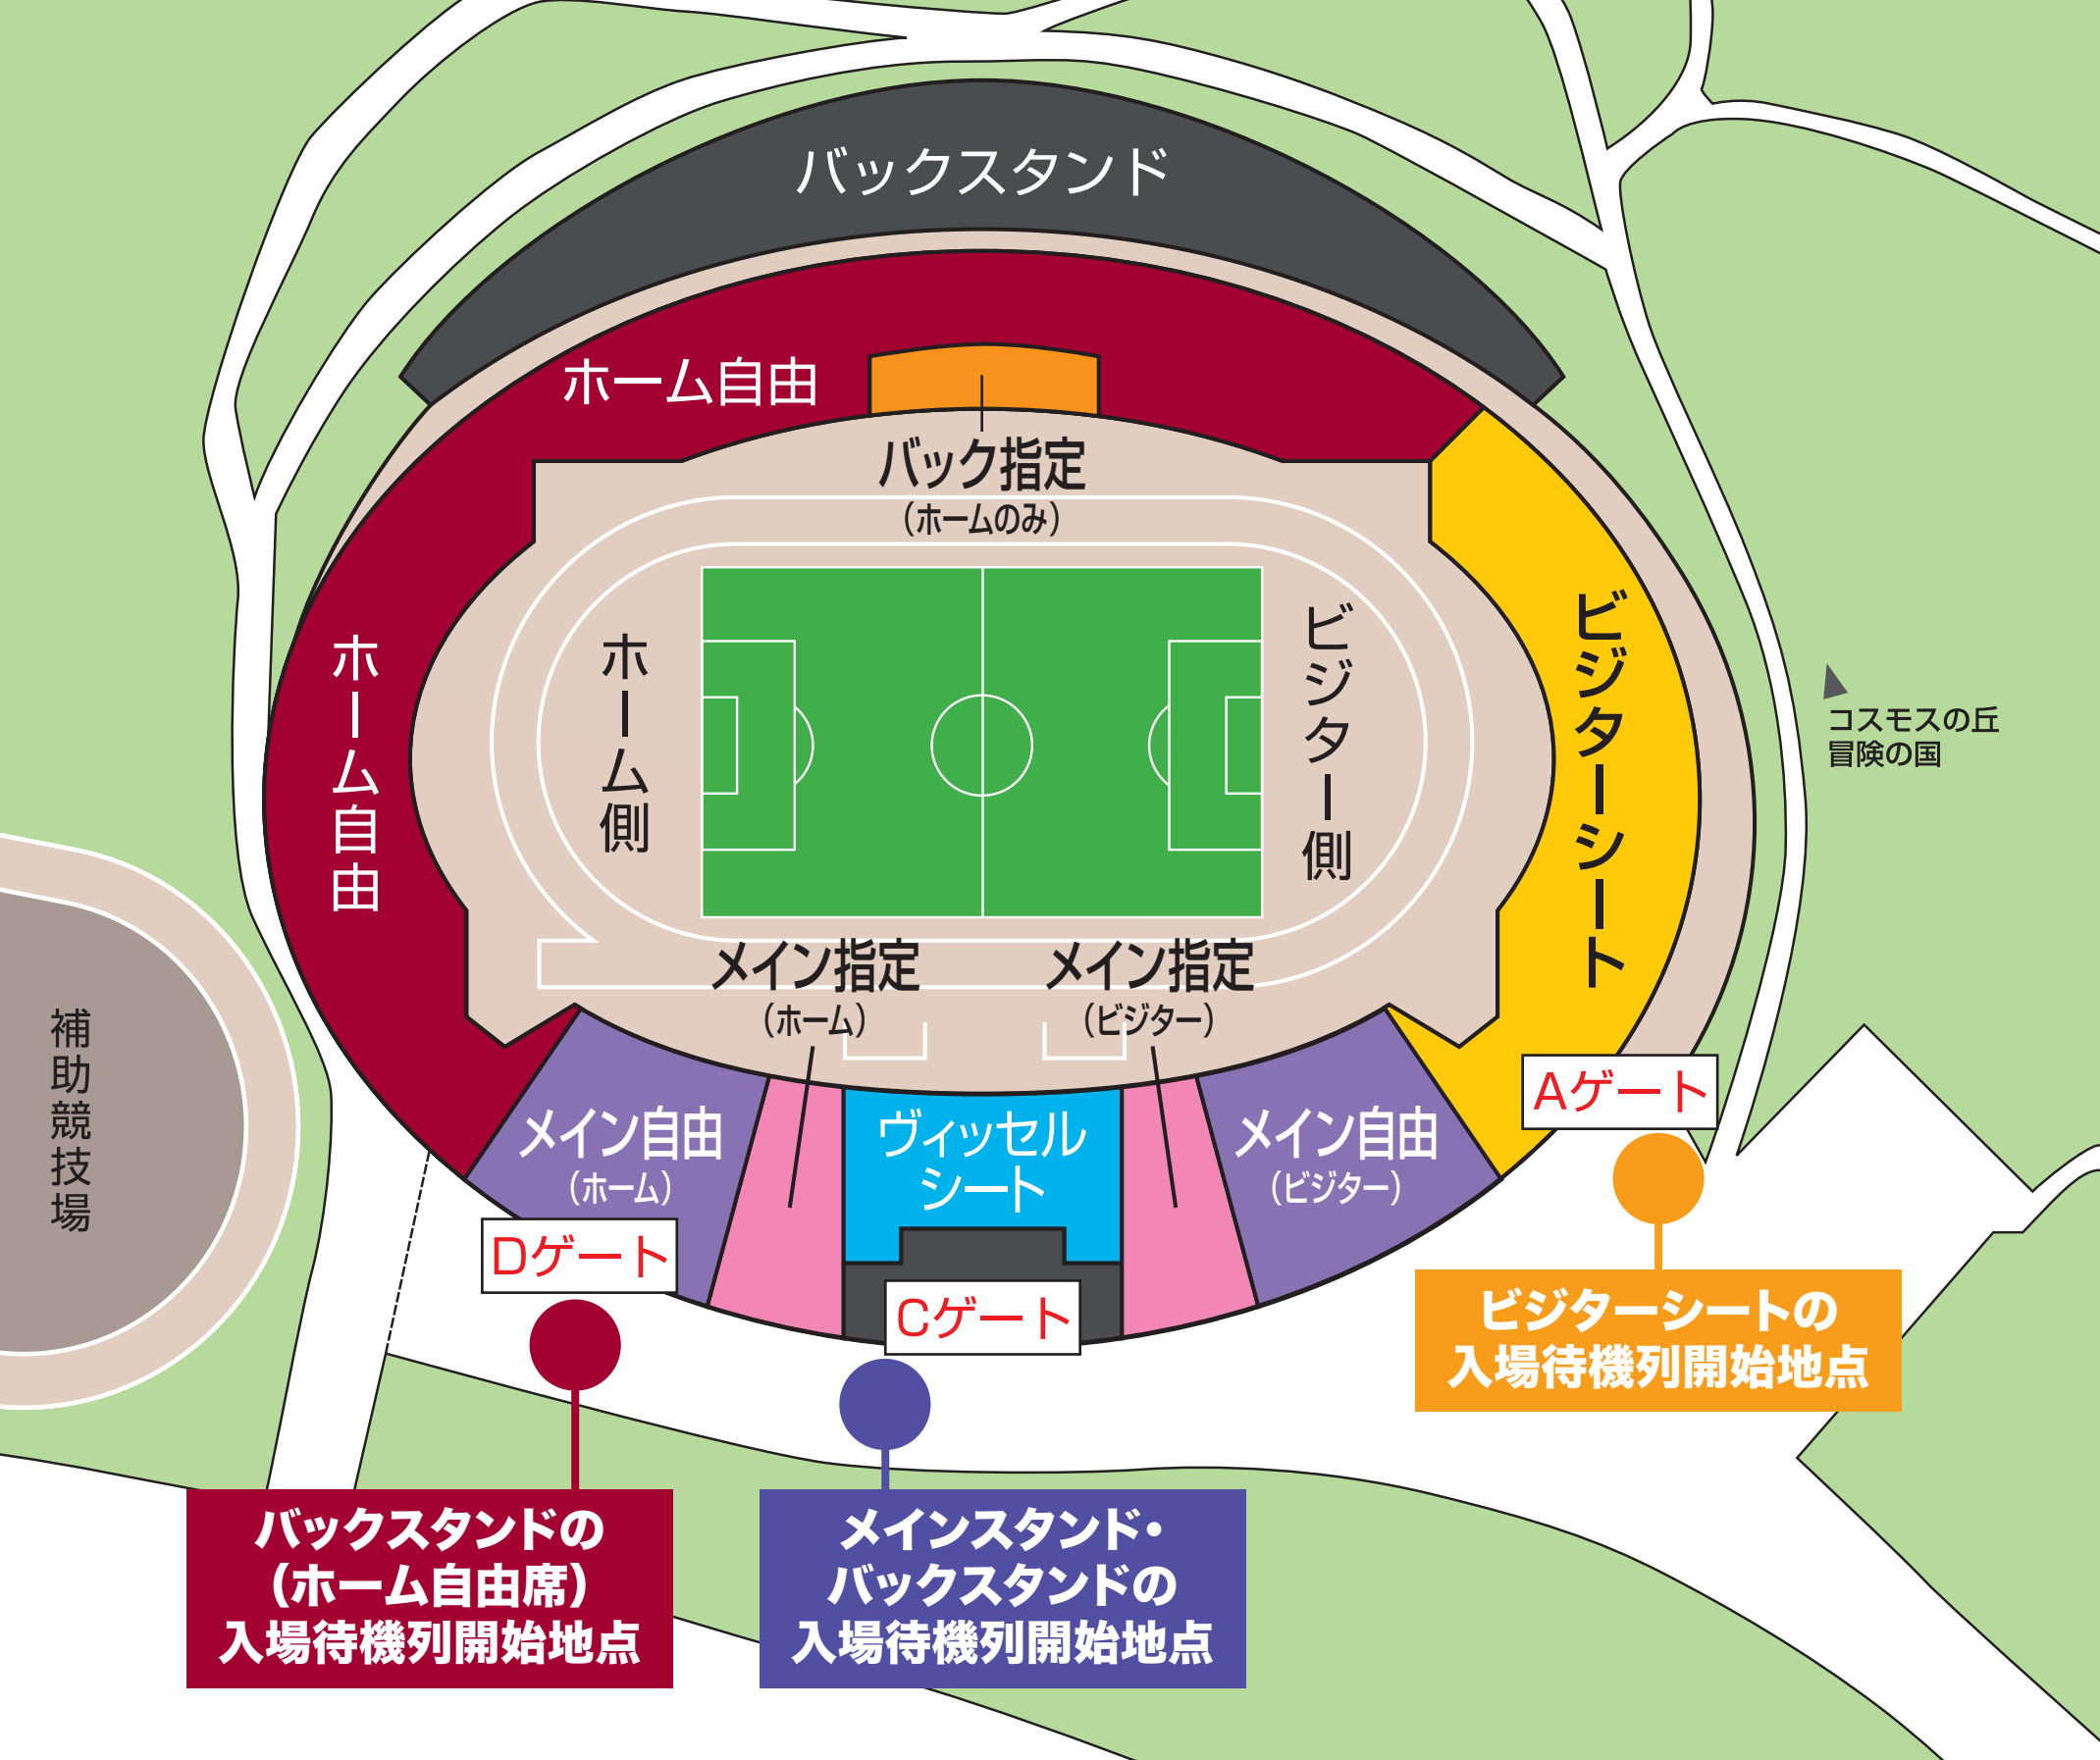 バックスタンド
ホーム自由
バック指定
（ホームのみ）
ホーム自由
ホーム側
ビジター側
ビジターシート
コスモスの丘
冒険の国
補助競技場
メイン指定
（ホーム）
メイン指定
（ビジター）
メイン自由
（ホーム）
ヴィッセル
シート
メイン自由
（ビジター）
Aゲート
Dゲート
Cゲート
ビジターシートの
入場待機列開始地点
バックスタンドの
(ホーム自由席)
入場待機列開始地点
メインスタンド・
バックスタンドの
入場待機列開始地点